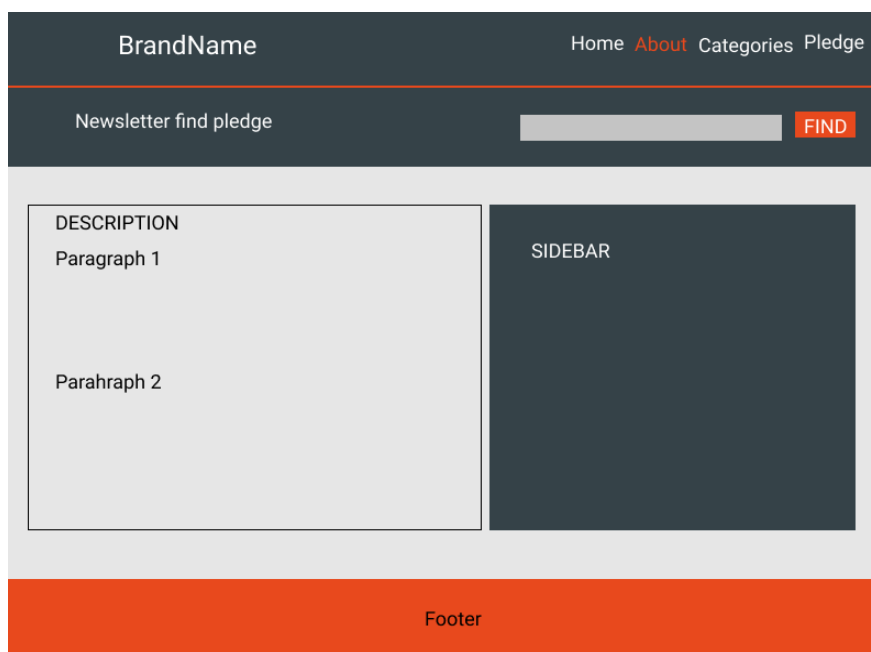 BrandName
Home About Categories Pledge
Newsletter find pledge
FIND
DESCRIPTION
Paragraph 1
Parahraph 2
SIDEBAR
Footer